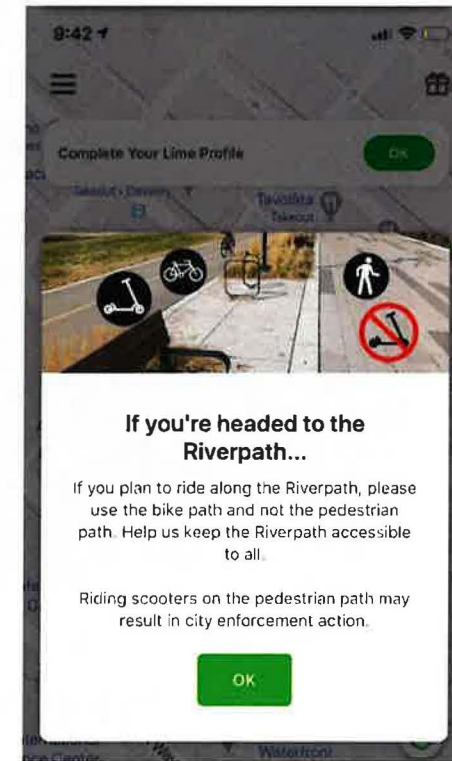 9:42
Complete Your Lime Profile
OK
Takeout • Delivery
Takeout
If you're headed to the
Riverpath...
If you plan to ride along the Riverpath, please
use the bike path and not the pedestrian
path. Help us keep the Riverpath accessible
to all.
Riding scooters on the pedestrian path may
result in city enforcement action.
OK
Waterfront